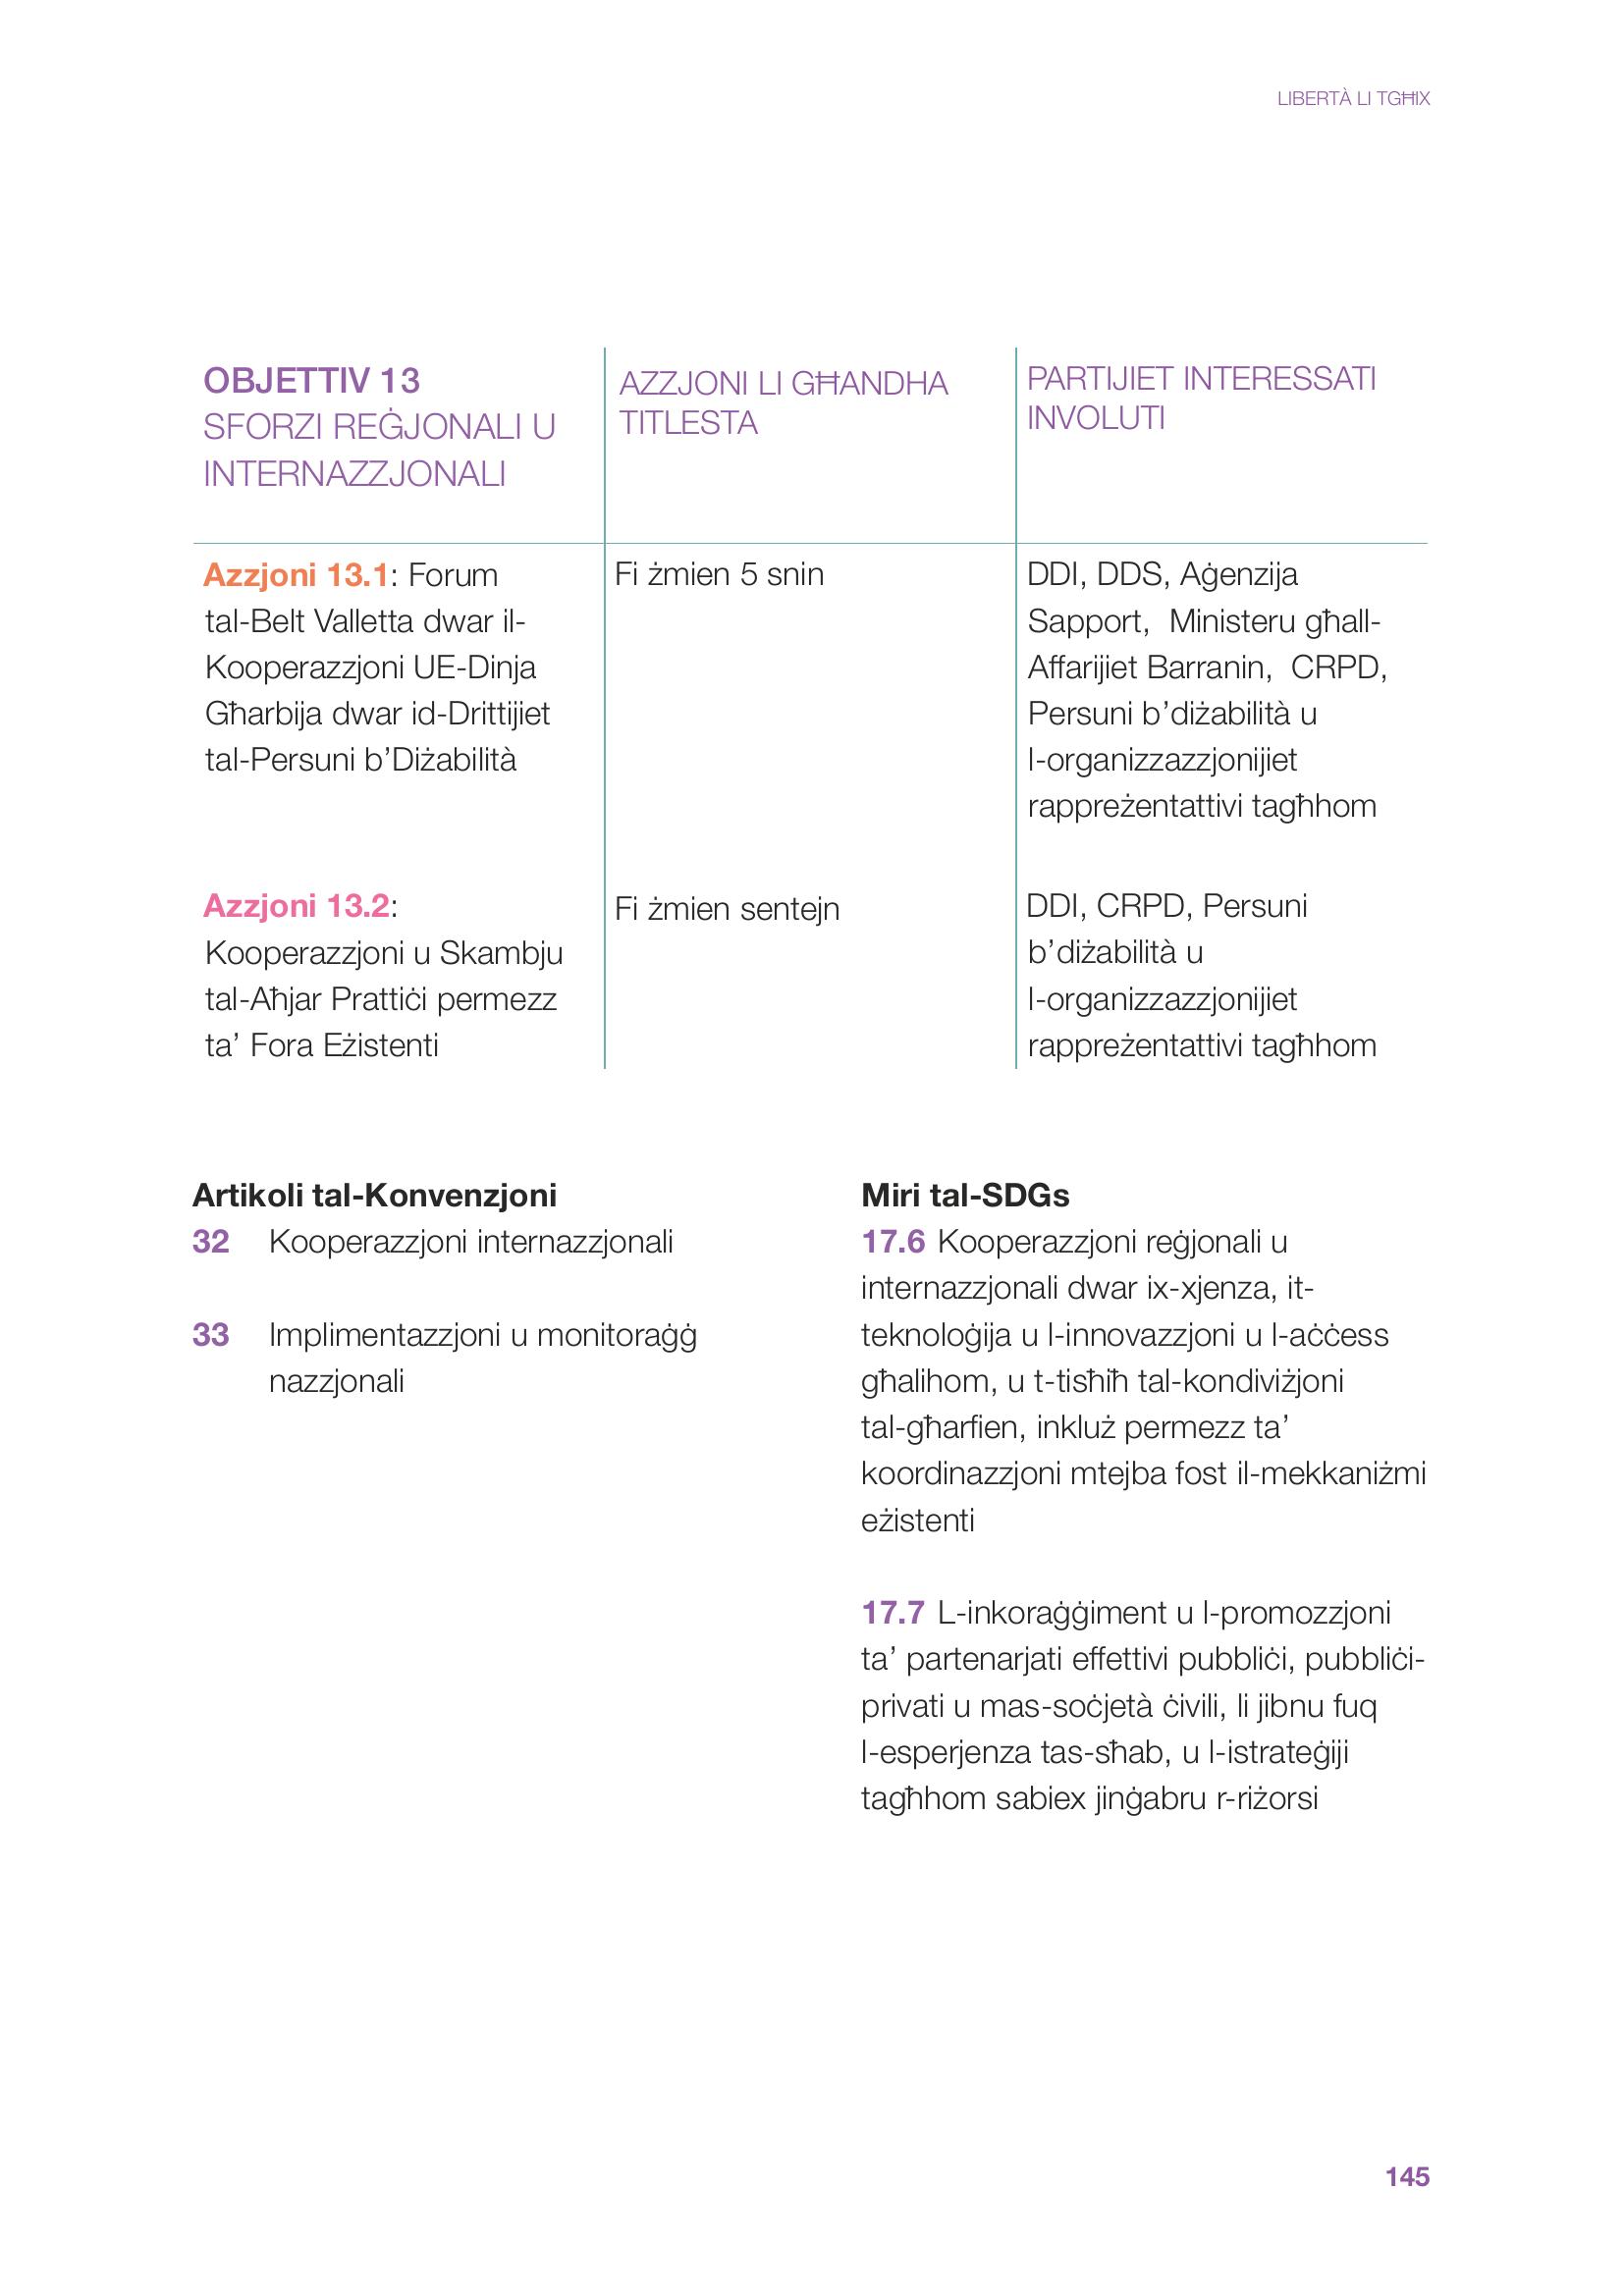 LIBERTÀ LI TGĦIX
OBJETTIV 13
SFORZI REĠJONALI U
INTERNAZZJONALI
AZZJONI LI GĦANDHA
TITLESTA
PARTIJIET INTERESSATI
INVOLUTI
Azzjoni 13.1: Forum
tal-Belt Valletta dwar il-
Kooperazzjoni UE-Dinja
Għarbija dwar id-Drittijiet
tal-Persuni b’Diżabilità
Fi żmien 5 snin
DDI, DDS, Aġenzija
Sapport,  Ministeru għall-
Affarijiet Barranin,  CRPD,
Persuni b’diżabilità u
l-organizzazzjonijiet
rappreżentattivi tagħhom
Azzjoni 13.2:
Kooperazzjoni u Skambju
tal-Aħjar Prattiċi permezz
ta’ Fora Eżistenti
Fi żmien sentejn
DDI, CRPD, Persuni
b’diżabilità u
l-organizzazzjonijiet
rappreżentattivi tagħhom
Artikoli tal-Konvenzjoni
32 Kooperazzjoni internazzjonali
33 Implimentazzjoni u monitoraġġ
nazzjonali
Miri tal-SDGs
17.6 Kooperazzjoni reġjonali u
internazzjonali dwar ix-xjenza, it-
teknoloġija u l-innovazzjoni u l-aċċess
għalihom, u t-tisħiħ tal-kondiviżjoni
tal-għarfien, inkluż permezz ta’
koordinazzjoni mtejba fost il-mekkaniżmi
eżistenti
17.7 L-inkoraġġiment u l-promozzjoni
ta’ partenarjati effettivi pubbliċi, pubbliċi-
privati u mas-soċjetà ċivili, li jibnu fuq
l-esperjenza tas-sħab, u l-istrateġiji
tagħhom sabiex jinġabru r-riżorsi
145